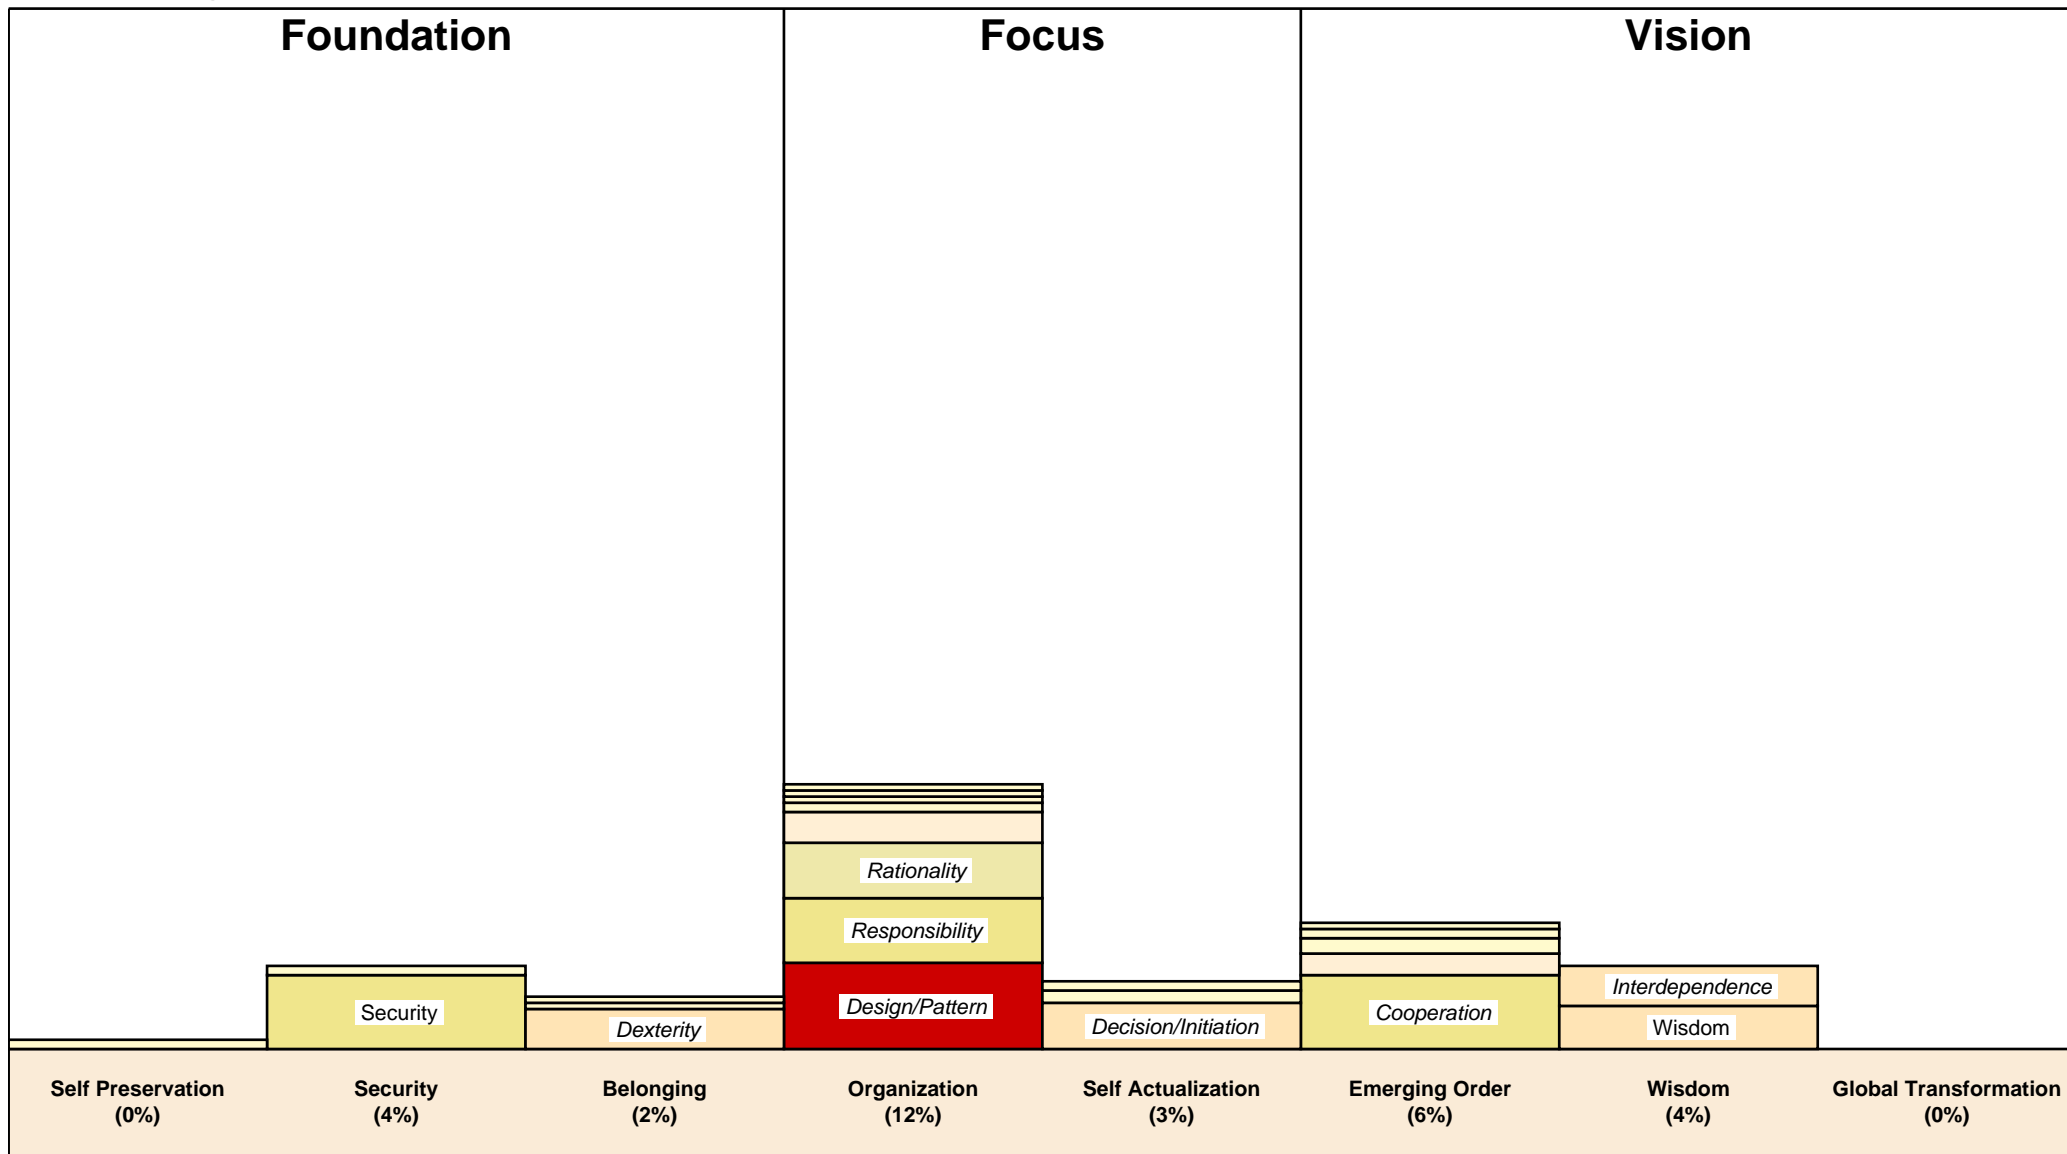 Foundation
Focus
Vision
Rationality
Responsibility
Design/Pattern
Security
Dexterity
Decision/Initiation
Cooperation
Interdependence
Wisdom
Self Preservation
(0%)
Security
(4%)
Belonging
(2%)
Organization
(12%)
Self Actualization
(3%)
Emerging Order
(6%)
Wisdom
(4%)
Global Transformation
(0%)